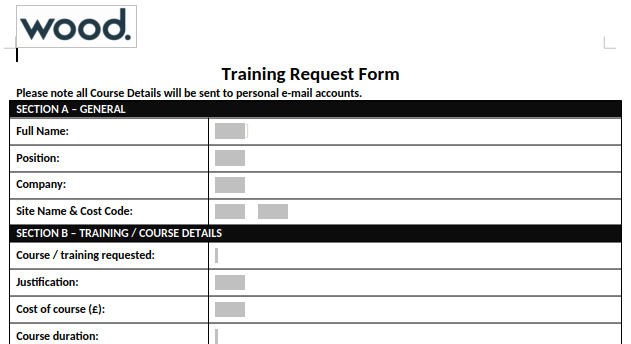 wood.
Training Request Form
Please note all Course Details will be sent to personal e-mail accounts.
SECTION A – GENERAL
Full Name:
Position:
Company:
Site Name & Cost Code:
SECTION B – TRAINING / COURSE DETAILS
Course / training requested:
Justification:
Cost of course (£):
Course duration: